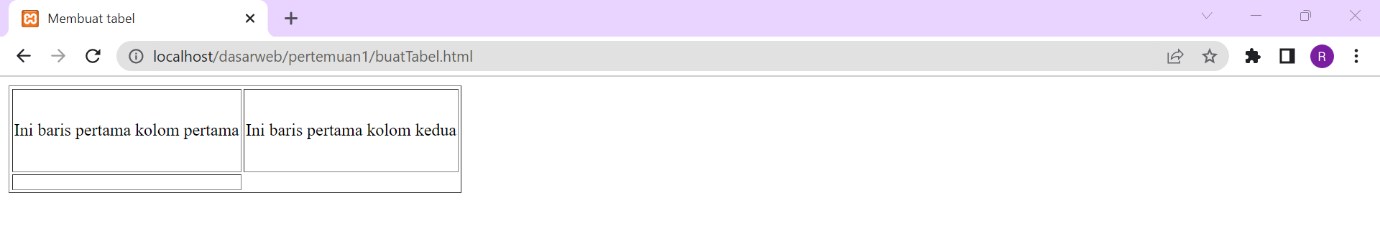 Membuat tabel
localhost/dasarweb/pertemuan1/buatTabel.html
R
Ini baris pertama kolom pertama
Ini baris pertama kolom kedua